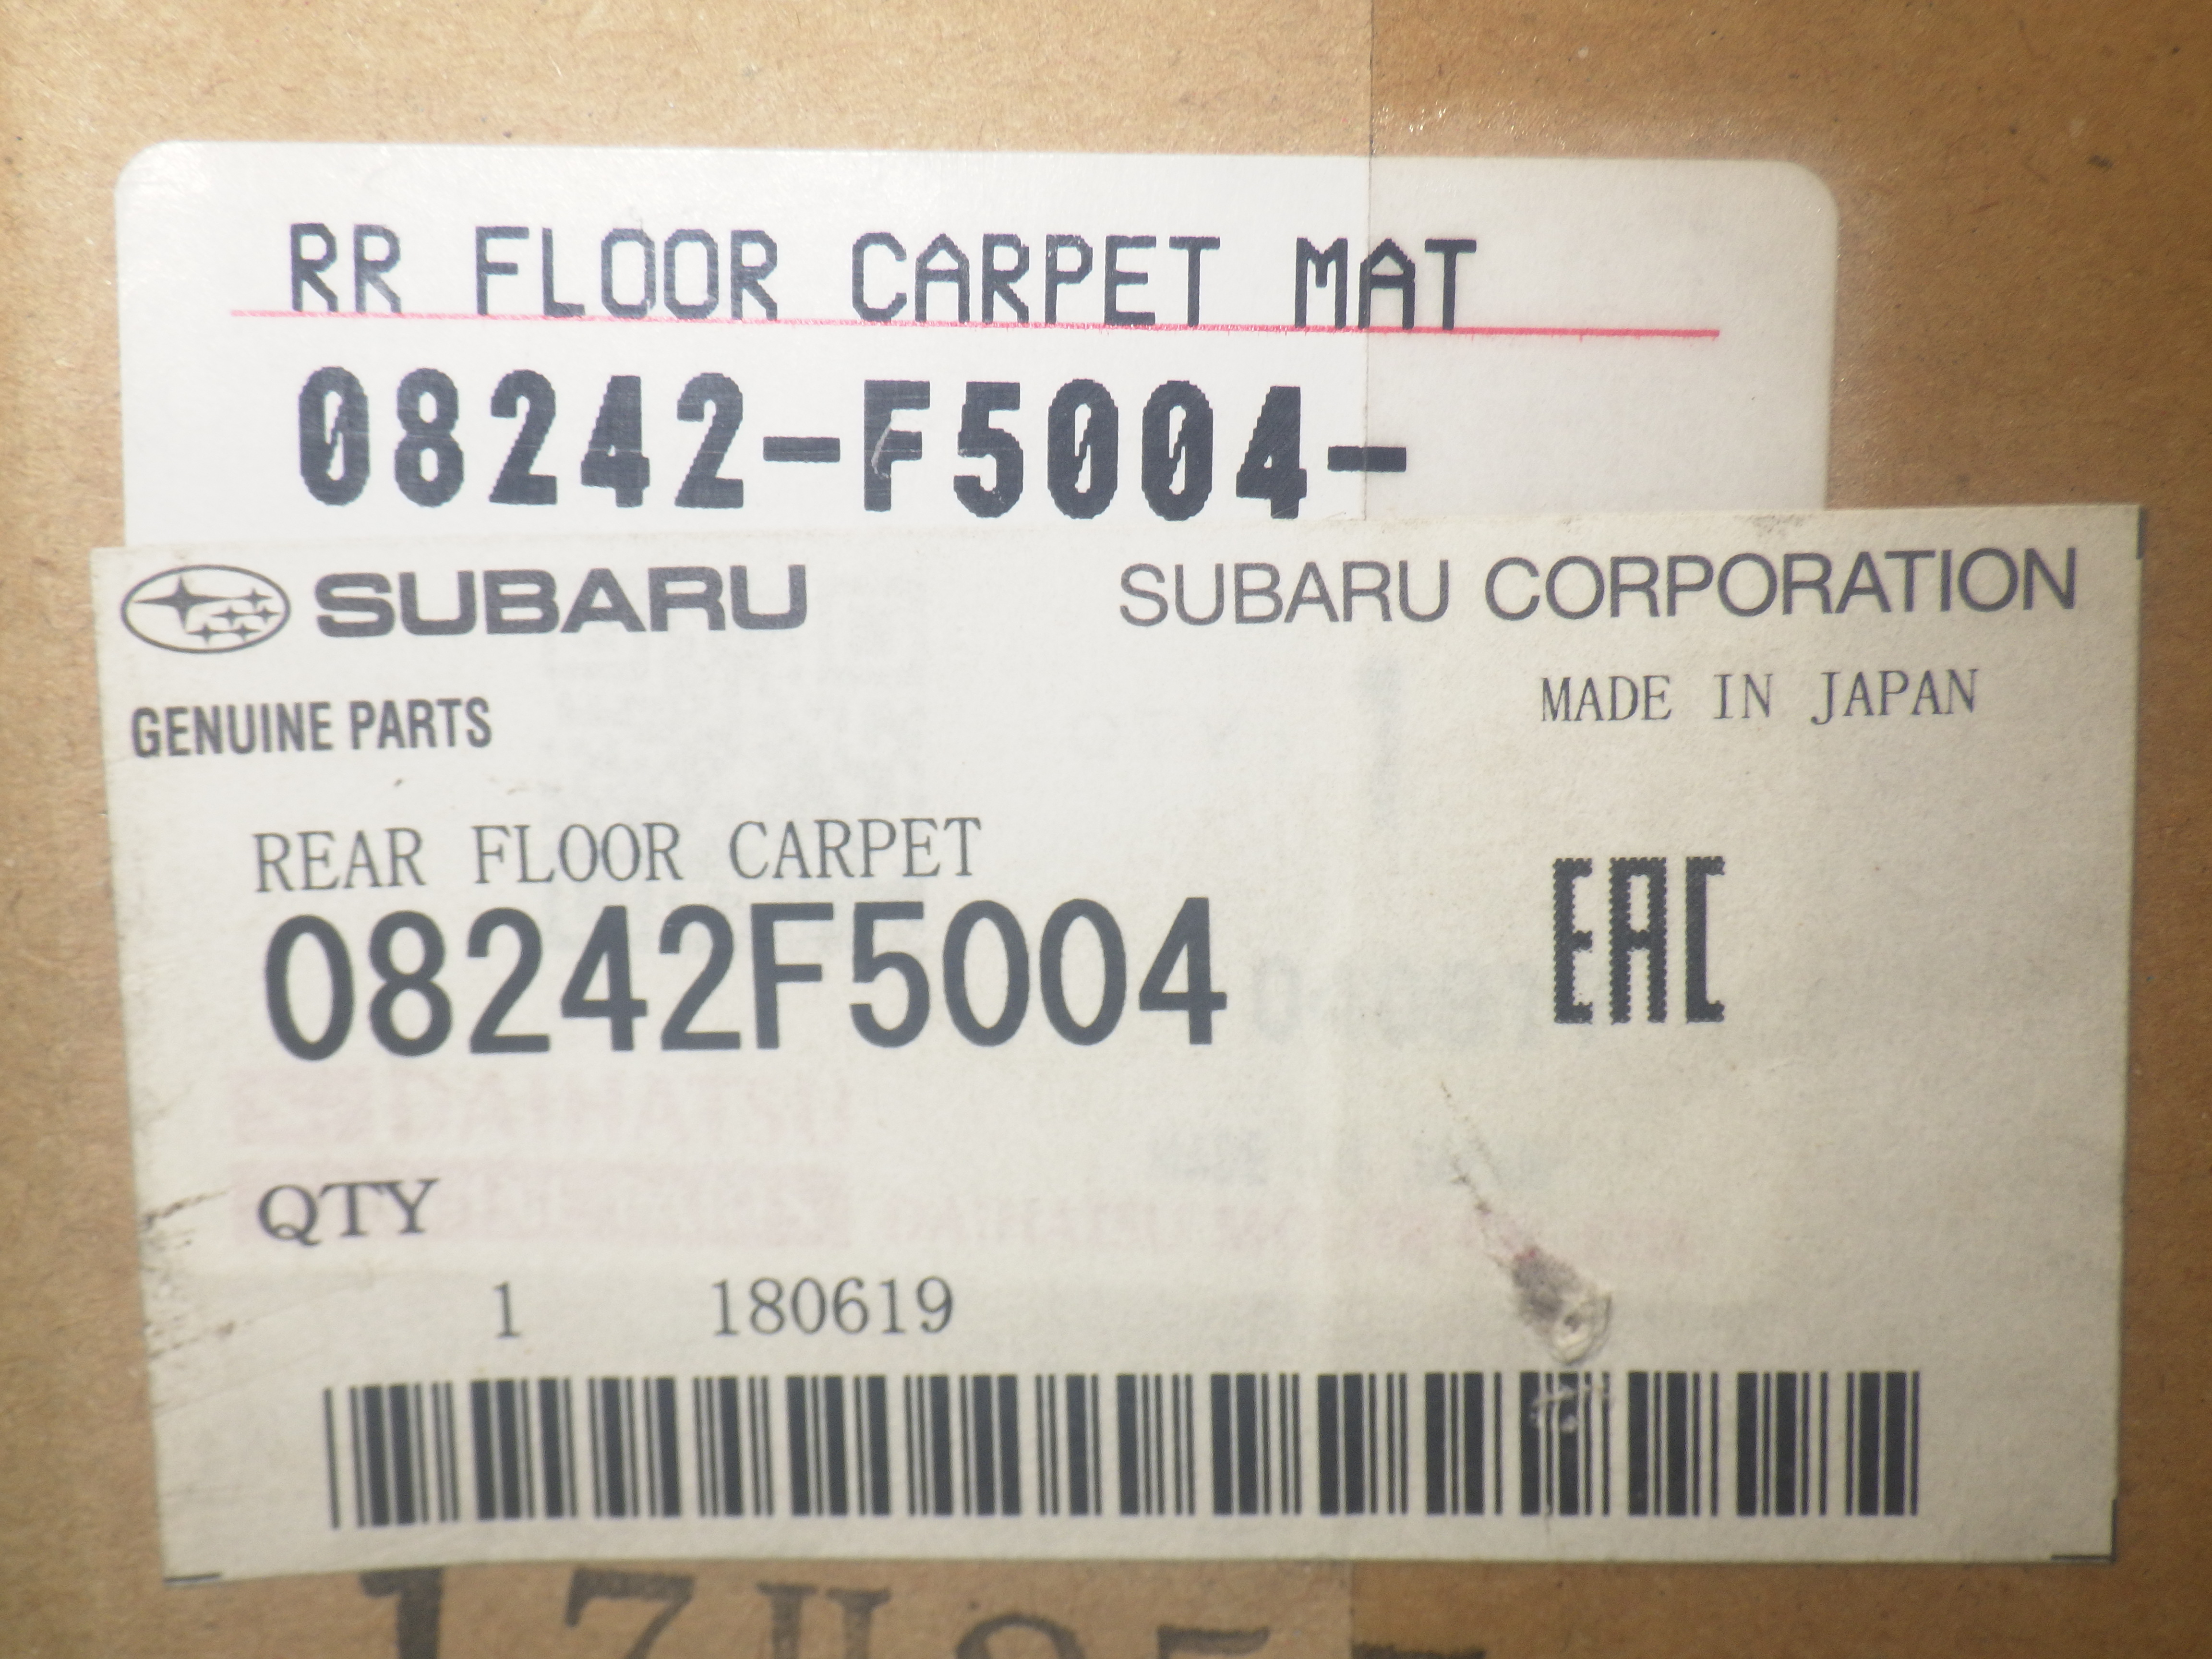 RR FLOOR CARPET MAT
08242-F5004-
SUBARU
SUBARU CORPORATION
MADE IN JAPAN
GENUINE PARTS
REAR FLOOR CARPET
08242F5004
EAC
DAIHATSU
QTY
1 180619